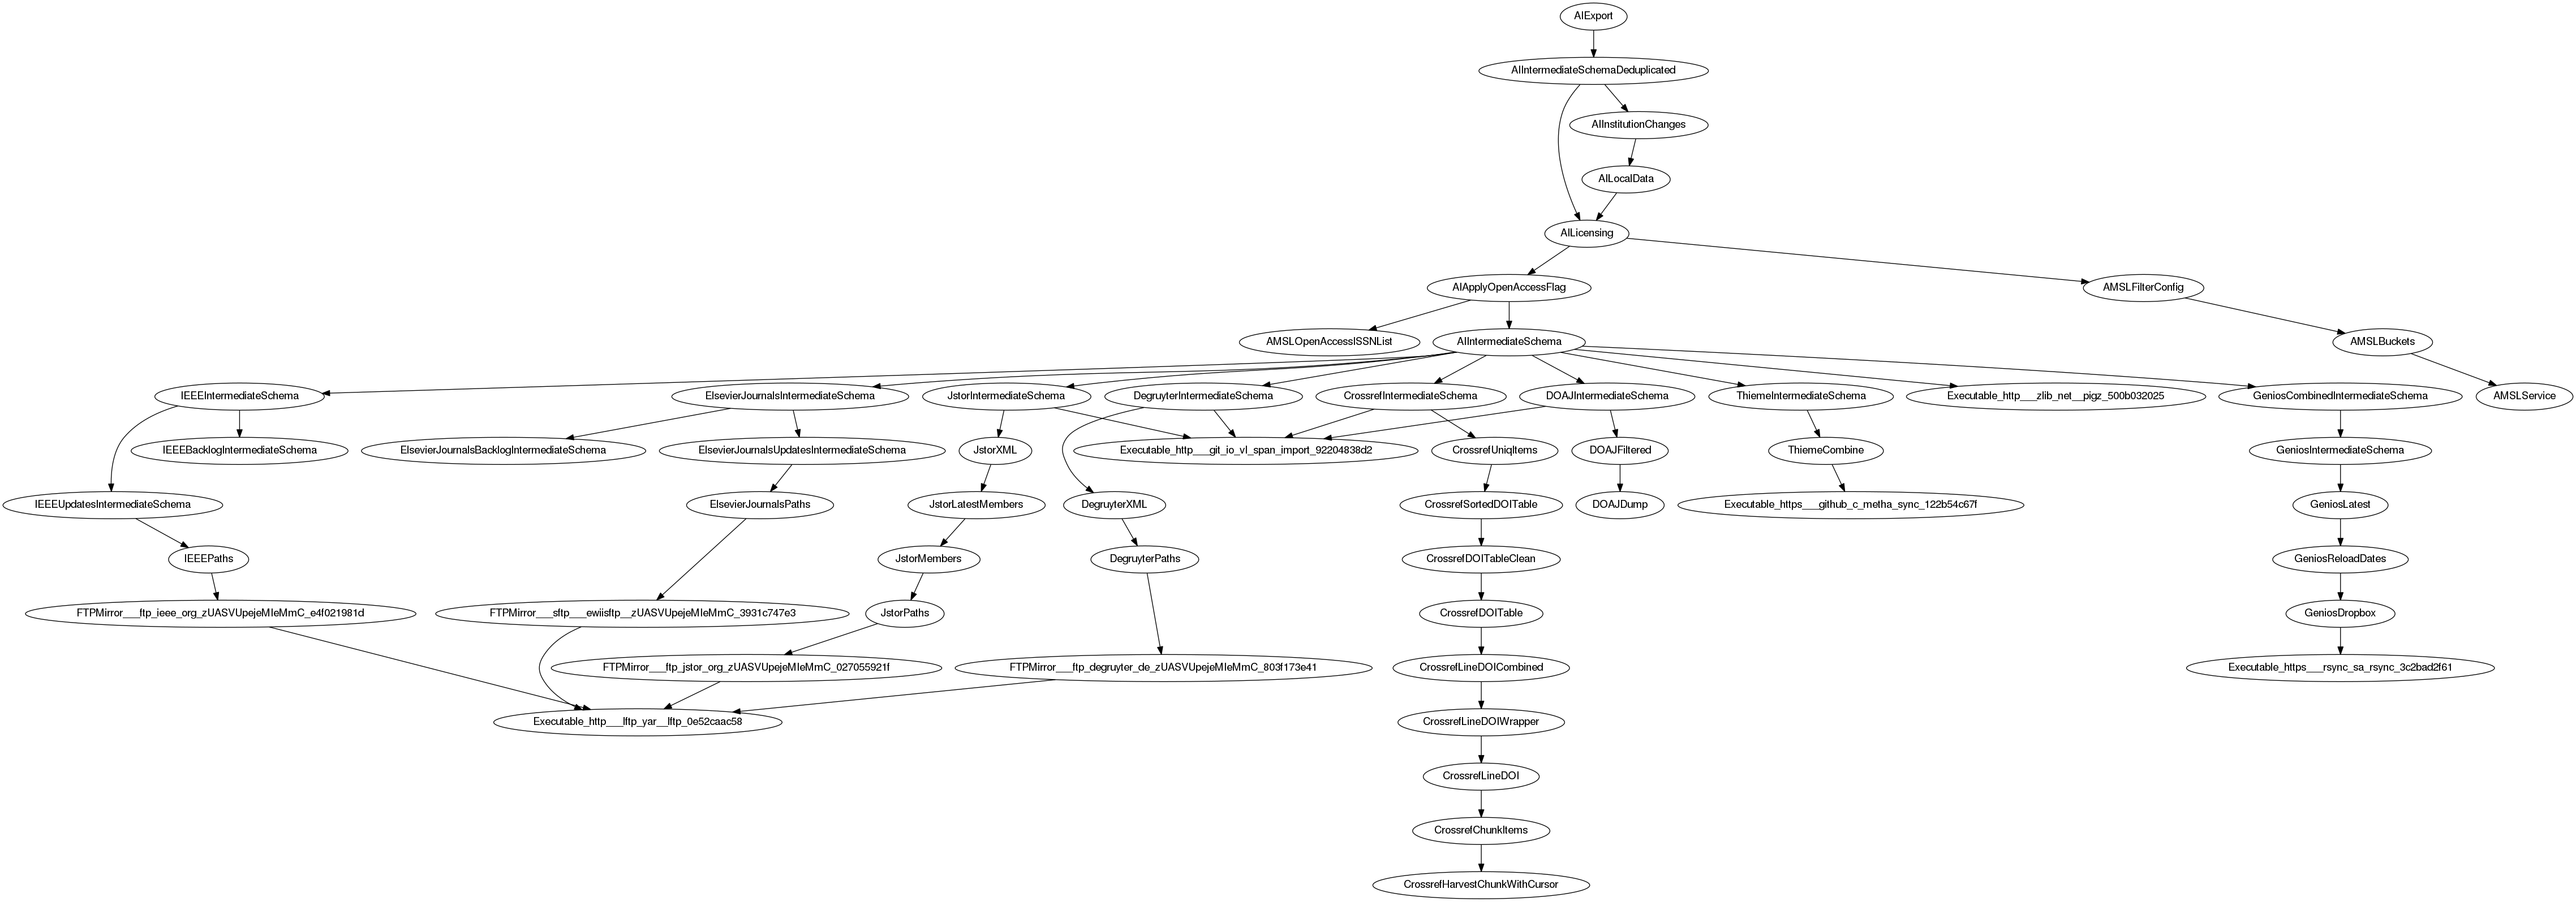 AIExport
AIIntermediateSchemaDeduplicated
AIInstitutionChanges
AILocalData
AILicensing
AIApplyOpenAccessFlag
AMSLFilterConfig
AMSLOpenAccessISSNList
AIIntermediateSchema
AMSLBuckets
IEEEIntermediateSchema
ElsevierJournalsIntermediateSchema
JstorIntermediateSchema
DegruyterIntermediateSchema
CrossrefIntermediateSchema
DOAJIntermediateSchema
ThiemeIntermediateSchema
Executable_http___zlib_net__pigz_500b032025
GeniosCombinedIntermediateSchema
AMSLService
IEEEBacklogIntermediateSchema
ElsevierJournalsBacklogIntermediateSchema
ElsevierJournalsUpdatesIntermediateSchema
JstorXML
Executable_http___git_io_vI_span_import_92204838d2
CrossrefUniqItems
DOAJFiltered
ThiemeCombine
GeniosIntermediateSchema
IEEEUpdatesIntermediateSchema
ElsevierJournalsPaths
JstorLatestMembers
DegruyterXML
CrossrefSortedDOITable
DOAJDump
Executable_https___github_c_metha_sync_122b54c67f
GeniosLatest
IEEEPaths
JstorMembers
DegruyterPaths
CrossrefDOITableClean
GeniosReloadDates
FTPMirror___ftp_ieee_org_zUASVUpejeMIeMmC_e4f021981d
FTPMirror___sftp___ewiisftp__zUASVUpejeMIeMmC_3931c747e3
JstorPaths
CrossrefDOITable
GeniosDropbox
FTPMirror___ftp_jstor_org_zUASVUpejeMIeMmC_027055921f
FTPMirror___ftp_degruyter_de_zUASVUpejeMIeMmC_803f173e41
CrossrefLineDOICombined
Executable_https___rsync_sa_rsync_3c2bad2f61
Executable_http___lftp_yar__lftp_0e52caac58
CrossrefLineDOIWrapper
CrossrefLineDOI
CrossrefChunkItems
CrossrefHarvestChunkWithCursor